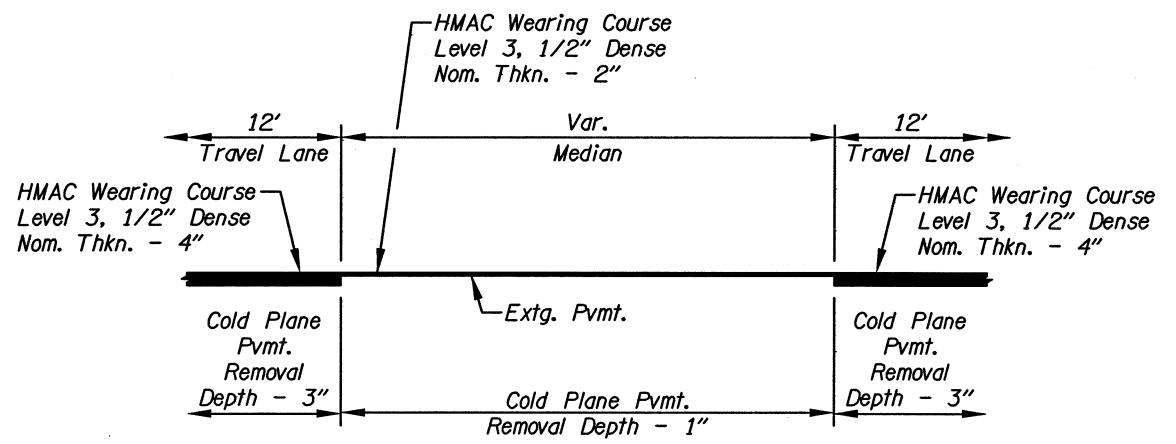 HMAC Wearing Course
Level 3, 1/2" Dense
Nom. Thkn. - 2"
12'
Travel Lane
Var.
Median
12'
Travel Lane
HMAC Wearing Course
Level 3, 1/2" Dense
Nom. Thkn. - 4"
HMAC Wearing Course
Level 3, 1/2" Dense
Nom. Thkn. - 4"
Extg. Pvmt.
Cold Plane
Pvmt.
Removal
Depth - 3"
Cold Plane Pvmt.
Removal Depth - 1"
Cold Plane
Pvmt.
Removal
Depth - 3"